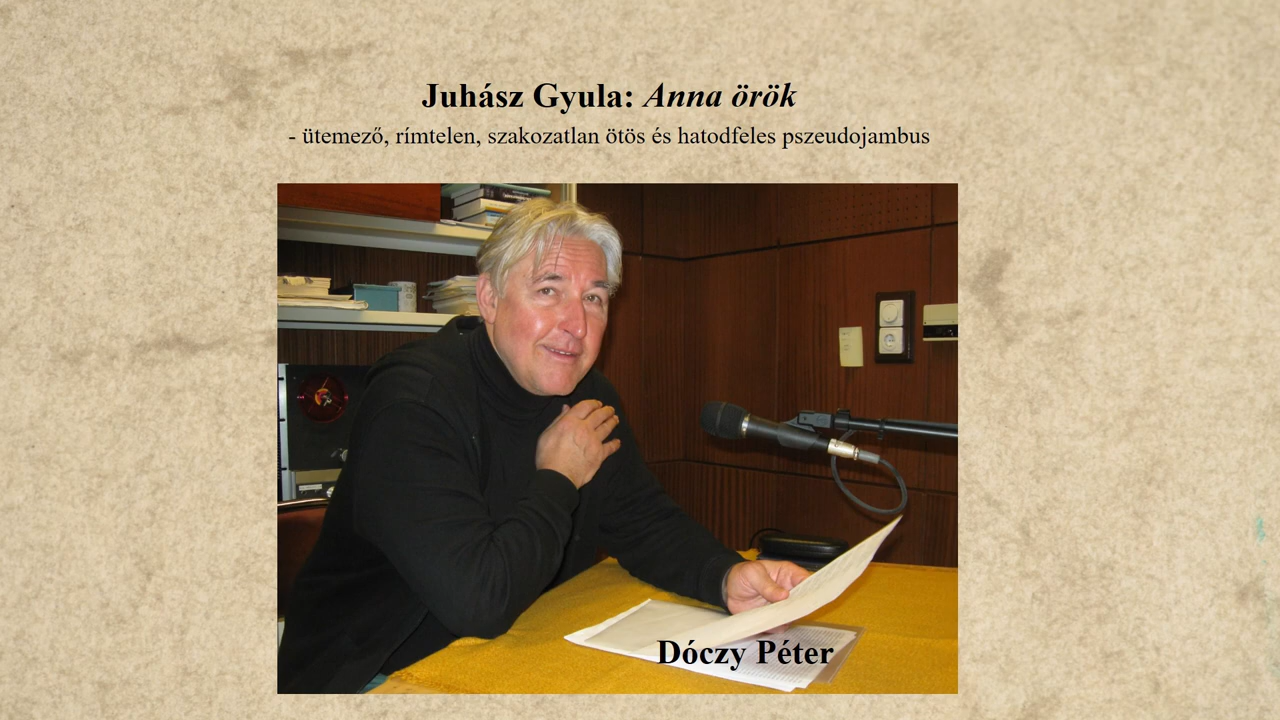 Juhász Gyula: Anna örök
- ütemező, rímtelen, szakozatlan ötös és hatodfeles pszeudojambus
Dóczy Péter